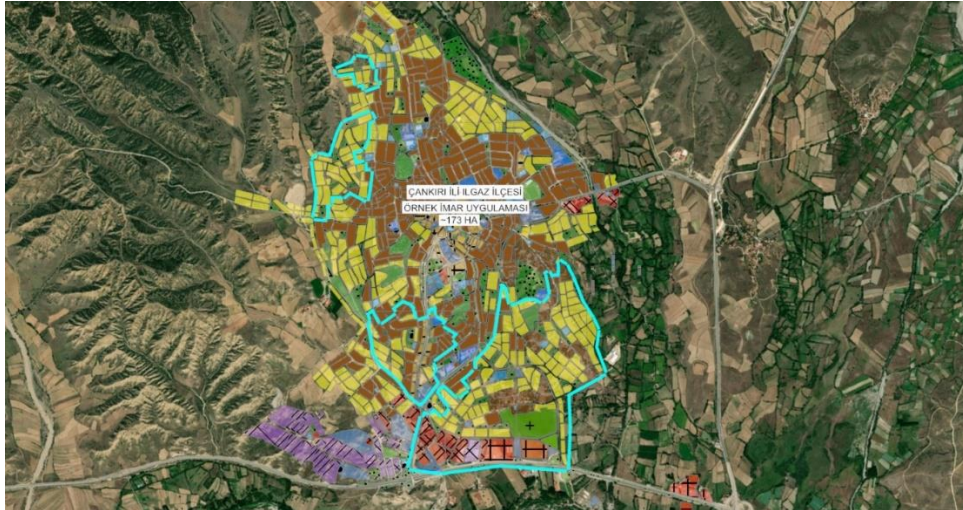 ÇANKIRI İLİ ILGAZ İLÇESİ
ÖRNEK İMAR UYGULAMASI
~173 HA